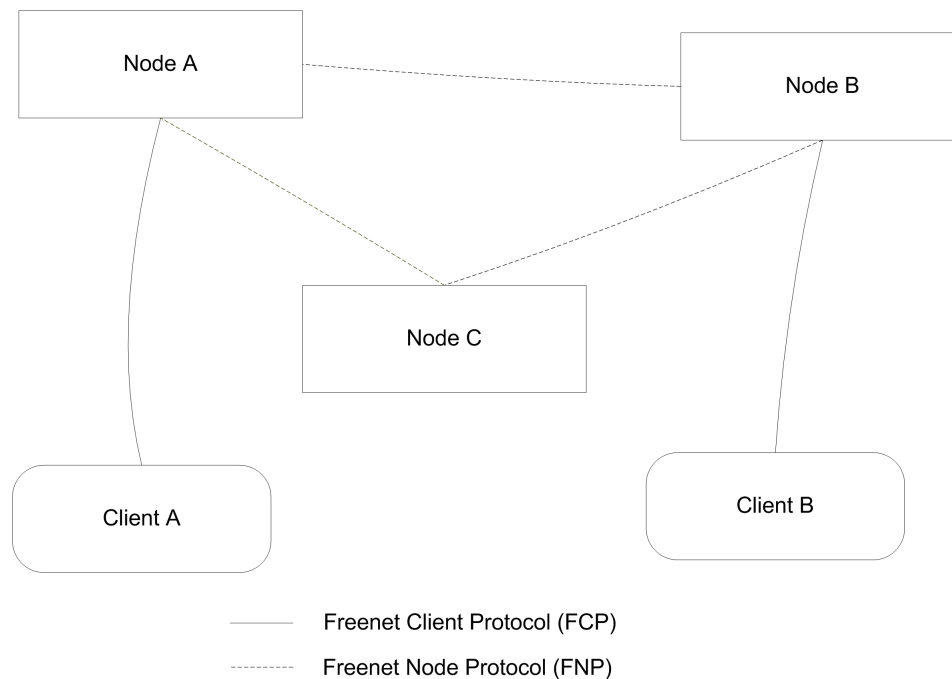 Node A
Node B
Node C
Client A
Client B
Freenet Client Protocol (FCP)
Freenet Node Protocol (FNP)